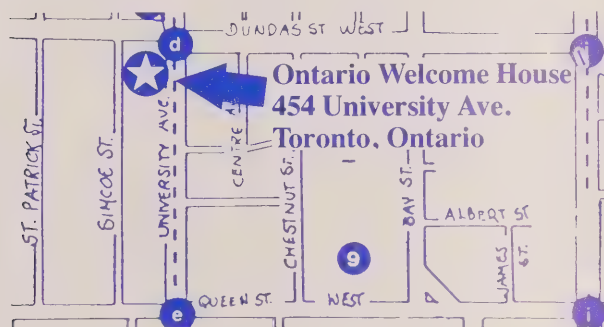 DUNDAS ST WEST
d
Ontario Welcome House
454 University Ave.
Toronto, Ontario
ST. PATRICK ST.
SIMCOE ST.
UNIVERSITY AVE.
CENTRE
CHESTNUT ST.
BAY ST.
ALBERT ST
JAMES ST.
g
e
QUEEN ST. WEST
i